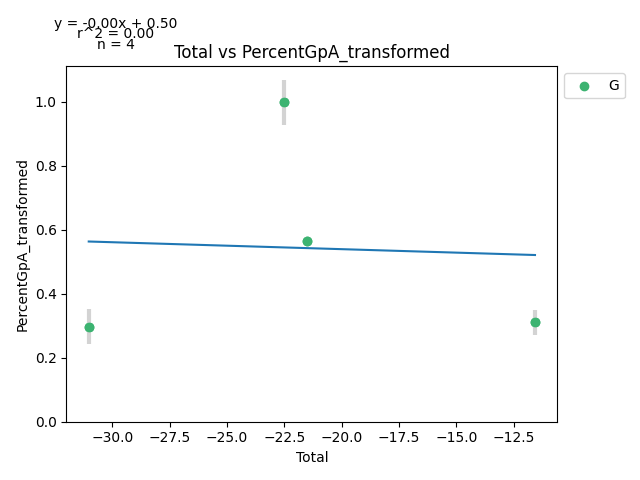 y = -0.00x + 0.50
r^2 = 0.00
n = 4
Total vs PercentGpA_transformed
G
PercentGpA_transformed
1.0
0.8
0.6
0.4
0.2
0.0
−30.0 −27.5 −25.0 −22.5 −20.0 −17.5 −15.0 −12.5
Total